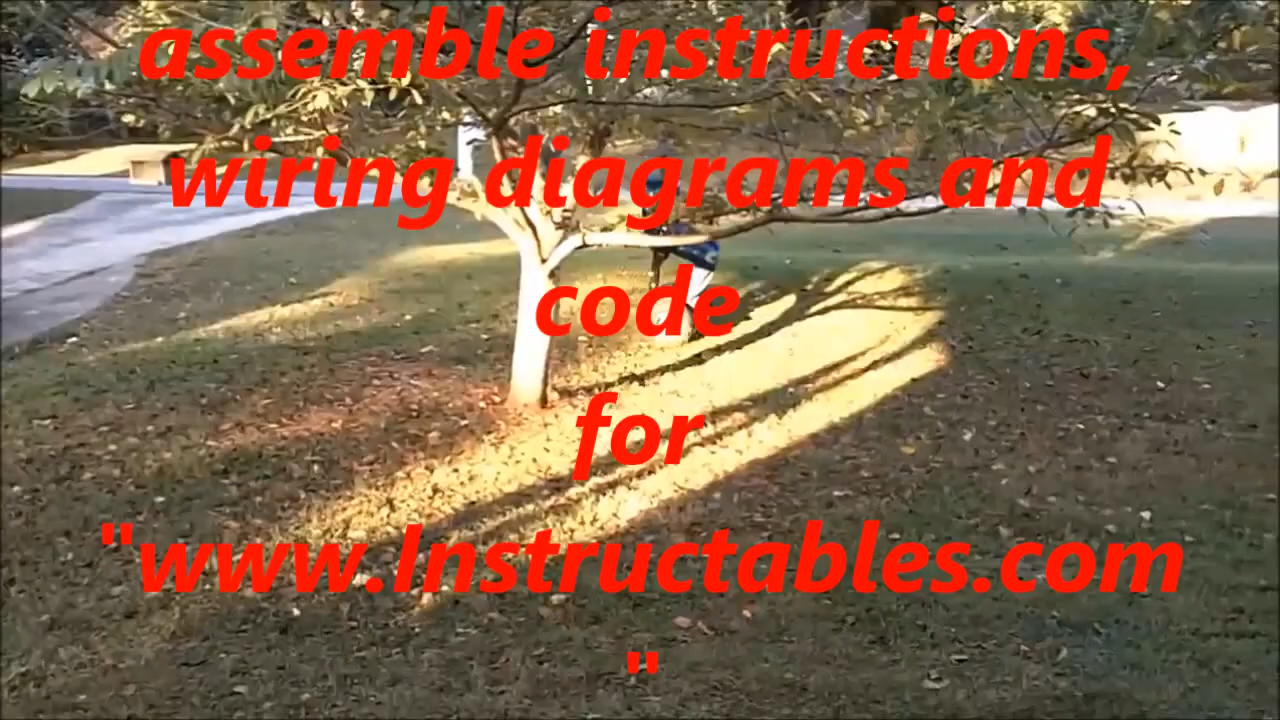 assemble instructions,
wiring diagrams and
code
for
"www.Instructables.com
"